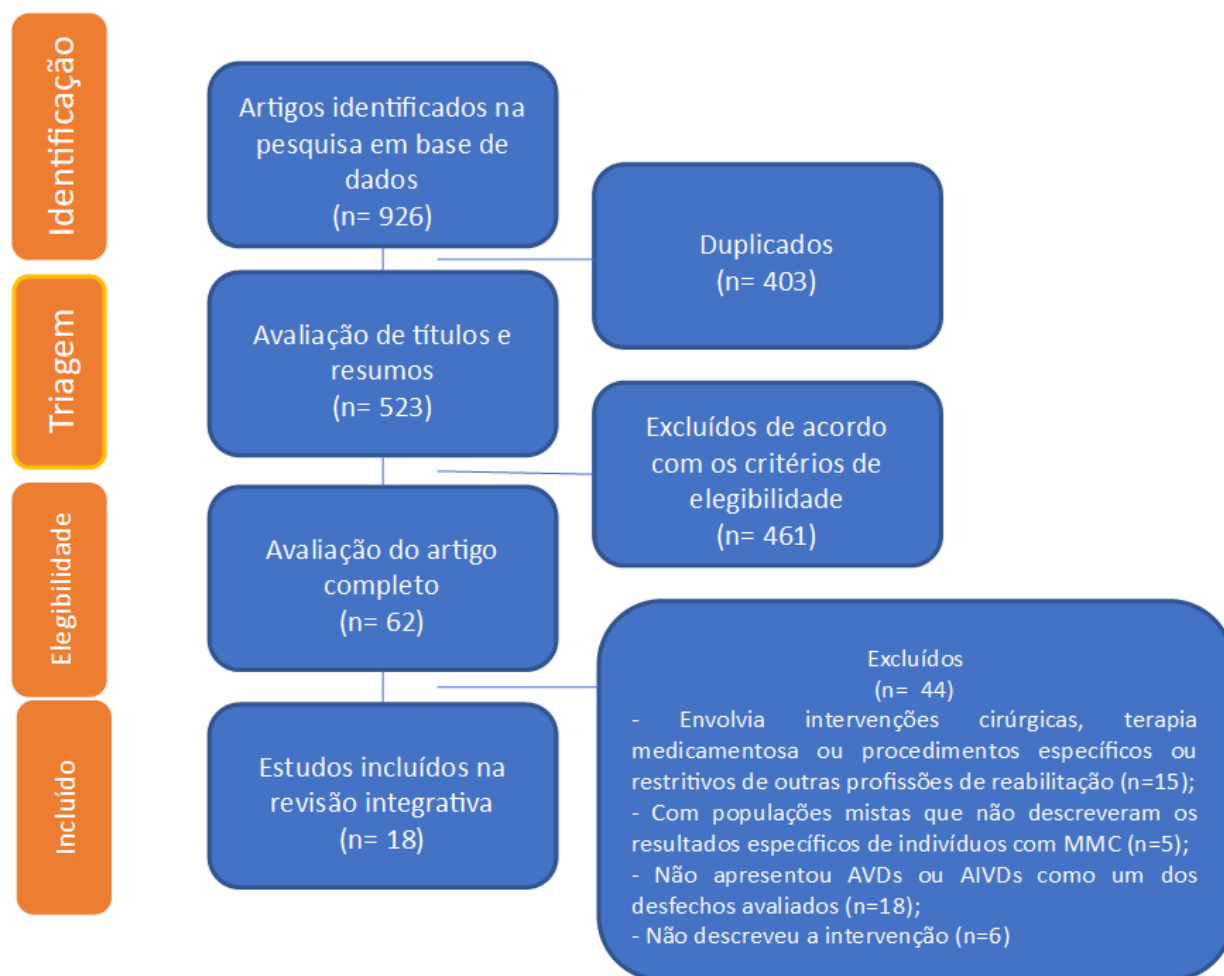 Identificação
Artigos identificados na
pesquisa em base de
dados
(n= 926)
Duplicados
(n= 403)
Triagem
Avaliação de títulos e
resumos
(n= 523)
Excluídos de acordo
com os critérios de
elegibilidade
(n= 461)
Elegibilidade
Avaliação do artigo
completo
(n= 62)
Excluídos
(n= 44)
- Envolvia intervenções cirúrgicas, terapia
medicamentosa ou procedimentos específicos ou
restritivos de outras profissões de reabilitação (n=15);
- Com populações mistas que não descreveram os
resultados específicos de indivíduos com MMC (n=5);
- Não apresentou AVDs ou AIVDs como um dos
desfechos avaliados (n=18);
- Não descreveu a intervenção (n=6)
Incluído
Estudos incluídos na
revisão integrativa
(n= 18)